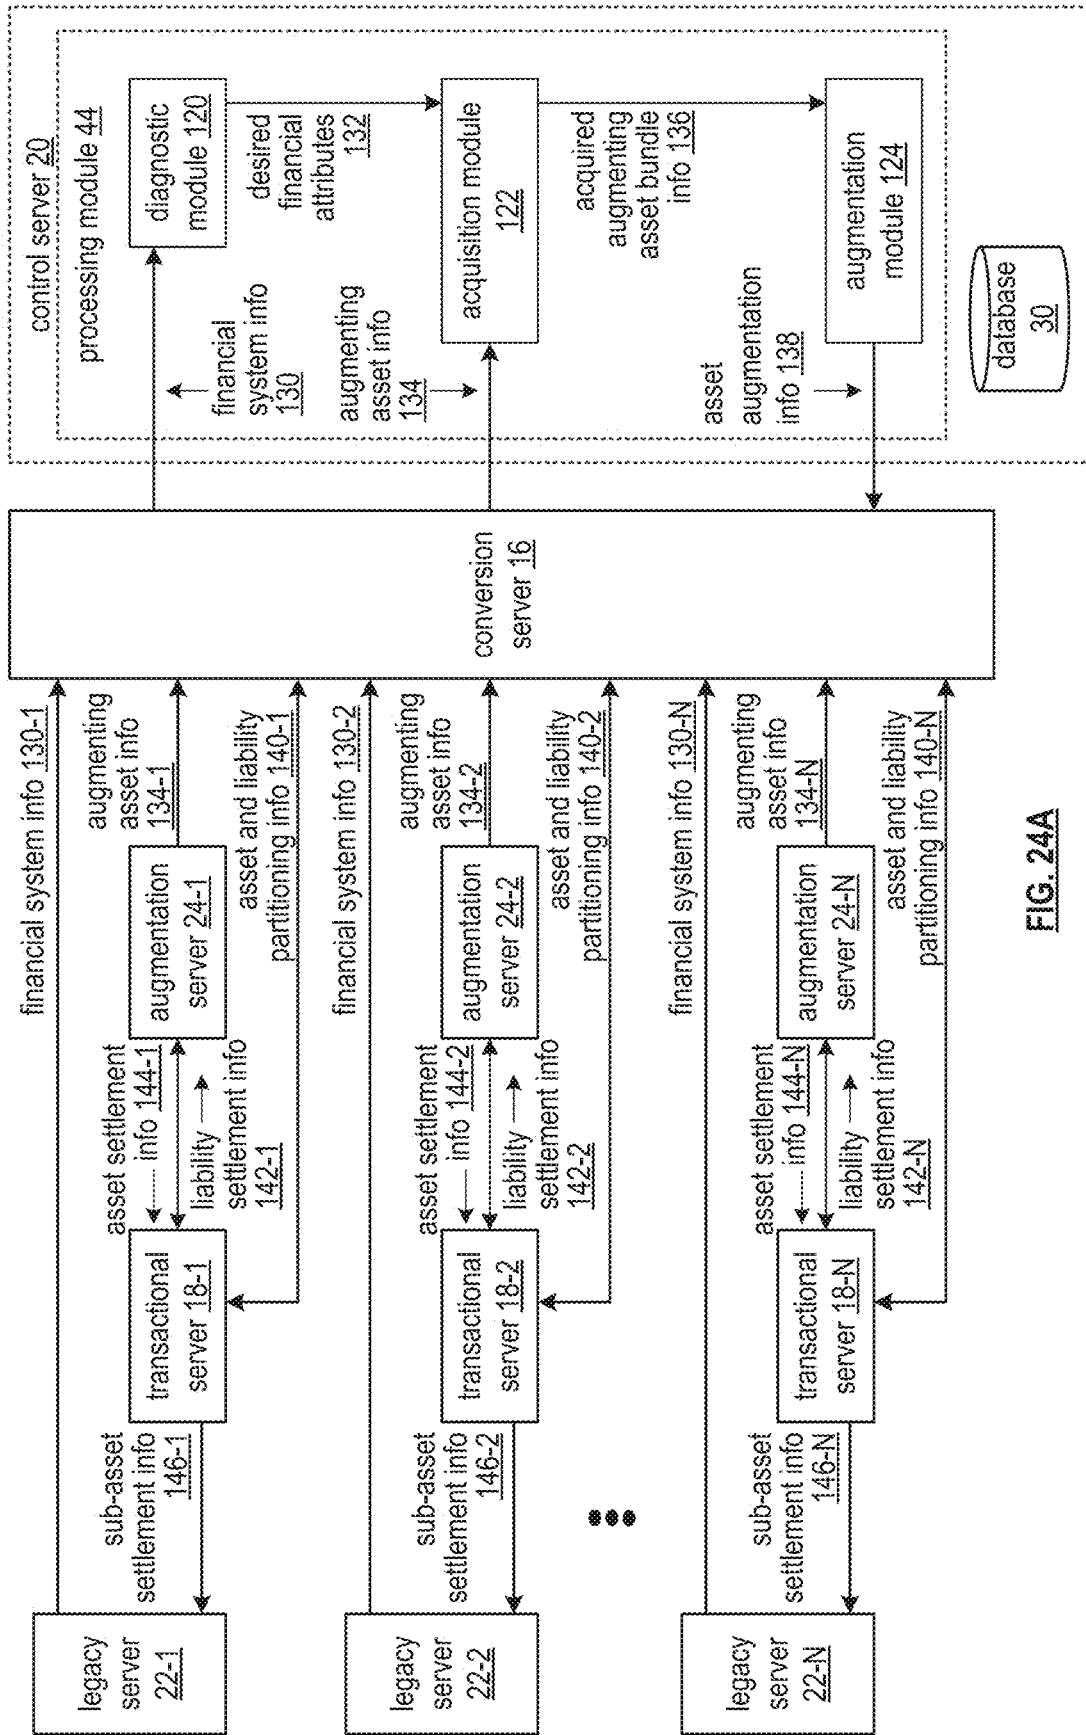 control server 20
processing module 44
diagnostic
module 120
financial
system info
130
desired
financial
attributes
132
augmenting
asset info
134
acquisition module
122
acquired
augmenting
asset bundle
info 136
asset
augmentation
info 138
augmentation
module 124
database
30
conversion
server 16
financial system info 130-1
augmenting
asset info
134-1
asset and liability
partitioning info 140-1
augmentation
server 24-1
asset settlement
info 144-1
liability
settlement info
142-1
transactional
server 18-1
sub-asset
settlement info
146-1
legacy
server
22-1
financial system info 130-2
augmenting
asset info
134-2
asset and liability
partitioning info 140-2
augmentation
server 24-2
asset settlement
info 144-2
liability
settlement info
142-2
transactional
server 18-2
sub-asset
settlement info
146-2
legacy
server
22-2
financial system info 130-N
augmenting
asset info
134-N
asset and liability
partitioning info 140-N
augmentation
server 24-N
asset settlement
info 144-N
liability
settlement info
142-N
transactional
server 18-N
sub-asset
settlement info
146-N
legacy
server
22-N
FIG. 24A